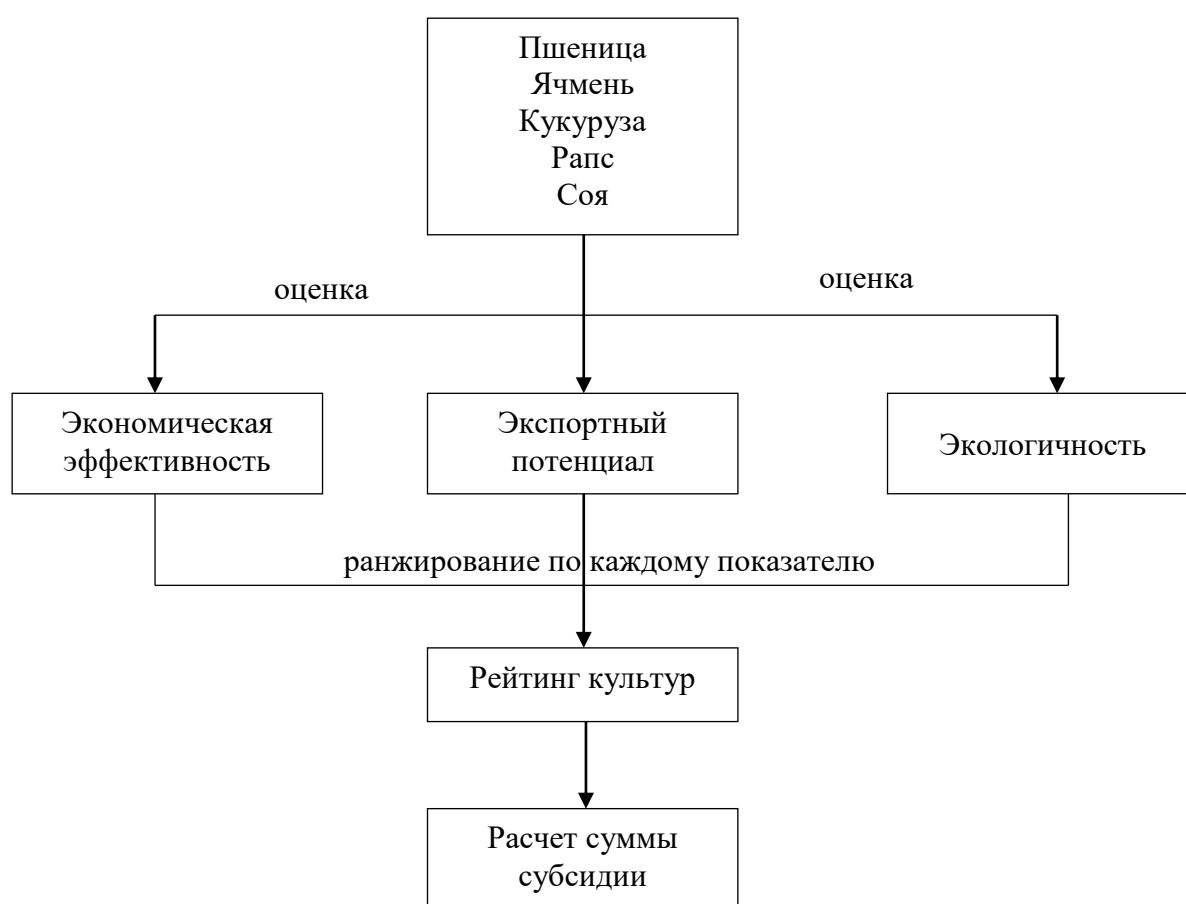 Пшеница
Ячмень
Кукуруза
Рапс
Соя
оценка
оценка
Экономическая
эффективность
Экспортный
потенциал
Экологичность
ранжирование по каждому показателю
Рейтинг культур
Расчет суммы
субсидии